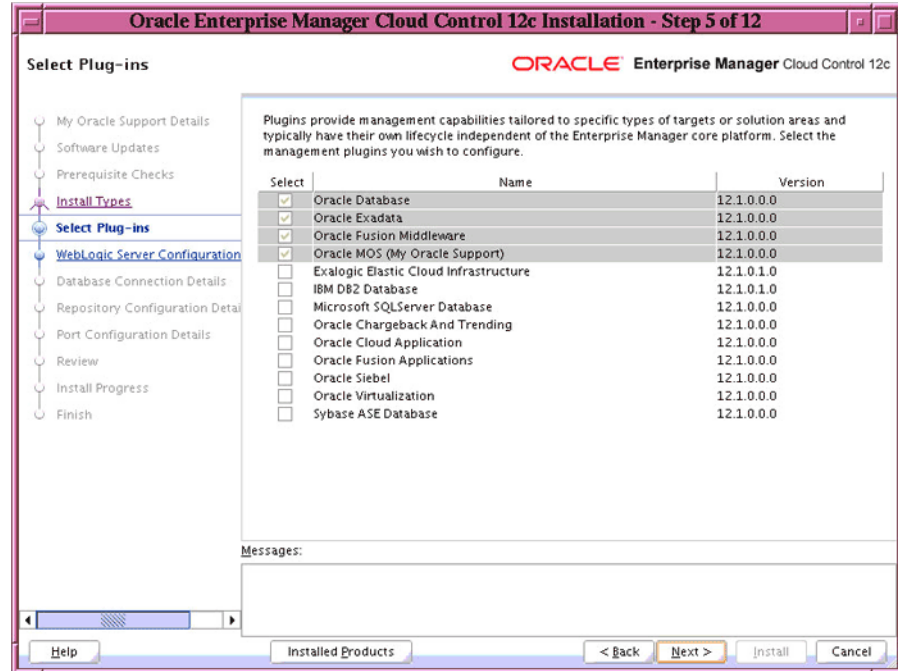 Oracle Enterprise Manager Cloud Control 12c Installation - Step 5 of 12
Select Plug-ins
ORACLE Enterprise Manager Cloud Control 12c
My Oracle Support Details
Software Updates
Prerequisite Checks
Install Types
Select Plug-ins
WebLogic Server Configuration
Database Connection Details
Repository Configuration Detai
Port Configuration Details
Review
Install Progress
Finish
Plugins provide management capabilities tailored to specific types of targets or solution areas and
typically have their own lifecycle independent of the Enterprise Manager core platform. Select the
management plugins you wish to configure.
Select Name Version
Oracle Database 12.1.0.0.0
Oracle Exadata 12.1.0.0.0
Oracle Fusion Middleware 12.1.0.0.0
Oracle MOS (My Oracle Support) 12.1.0.0.0
Exalogic Elastic Cloud Infrastructure 12.1.0.1.0
IBM DB2 Database 12.1.0.1.0
Microsoft SQLServer Database 12.1.0.0.0
Oracle Chargeback And Trending 12.1.0.0.0
Oracle Cloud Application 12.1.0.0.0
Oracle Fusion Applications 12.1.0.0.0
Oracle Siebel 12.1.0.0.0
Oracle Virtualization 12.1.0.0.0
Sybase ASE Database 12.1.0.0.0
Messages:
Help Installed Products < Back Next > Install Cancel